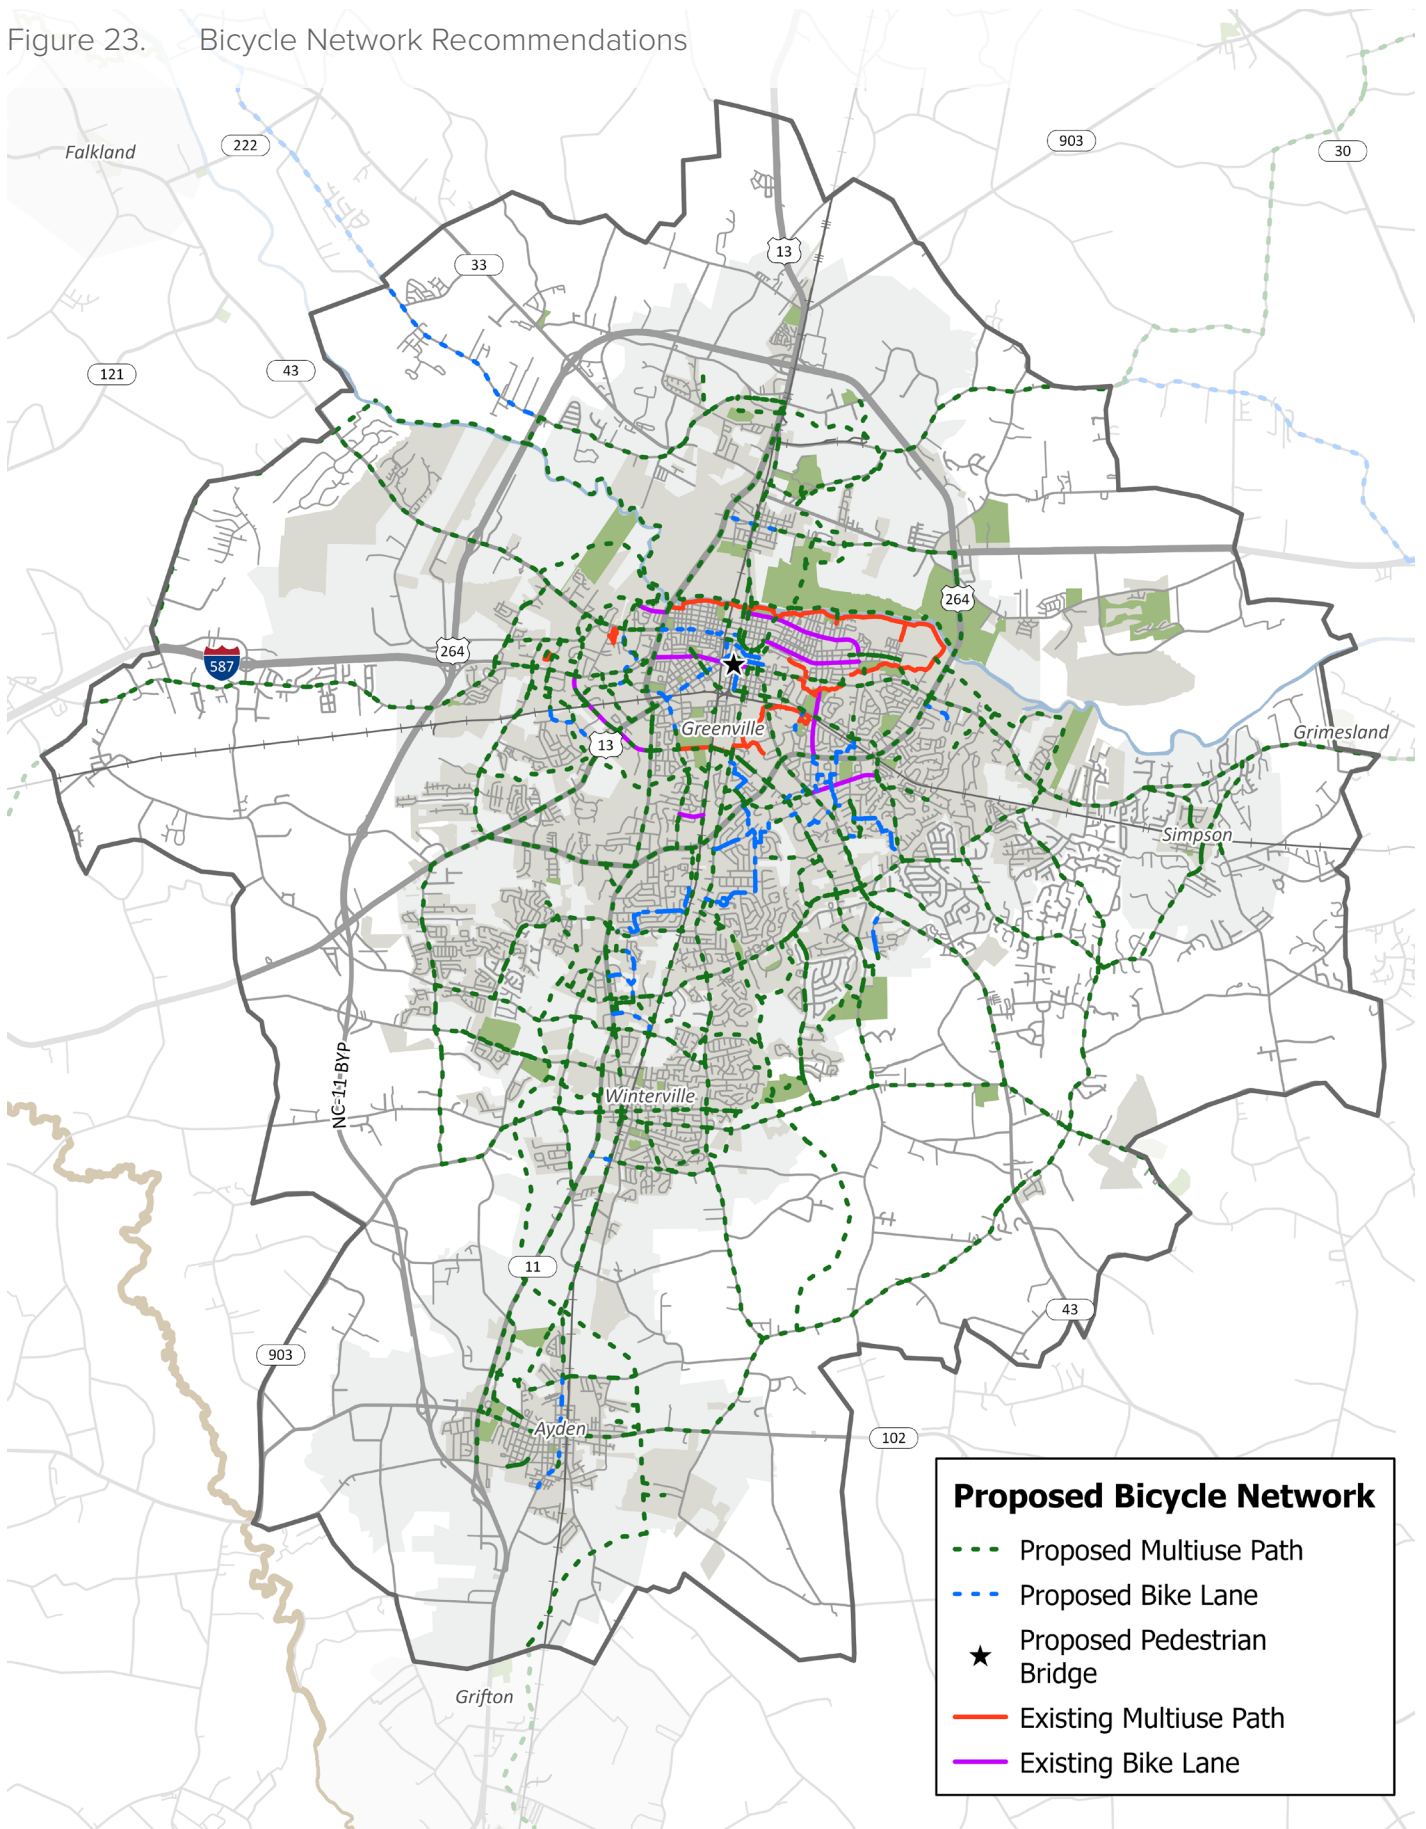 Figure 23. Bicycle Network Recommendations
Falkland
222
903
30
33
13
121
43
264
264
587
Greenville
13
Grimesland
Simpson
NC-11-BYP
Winterville
11
43
903
Ayden
102
Grifton
Proposed Bicycle Network
Proposed Multiuse Path
Proposed Bike Lane
Proposed Pedestrian
Bridge
Existing Multiuse Path
Existing Bike Lane